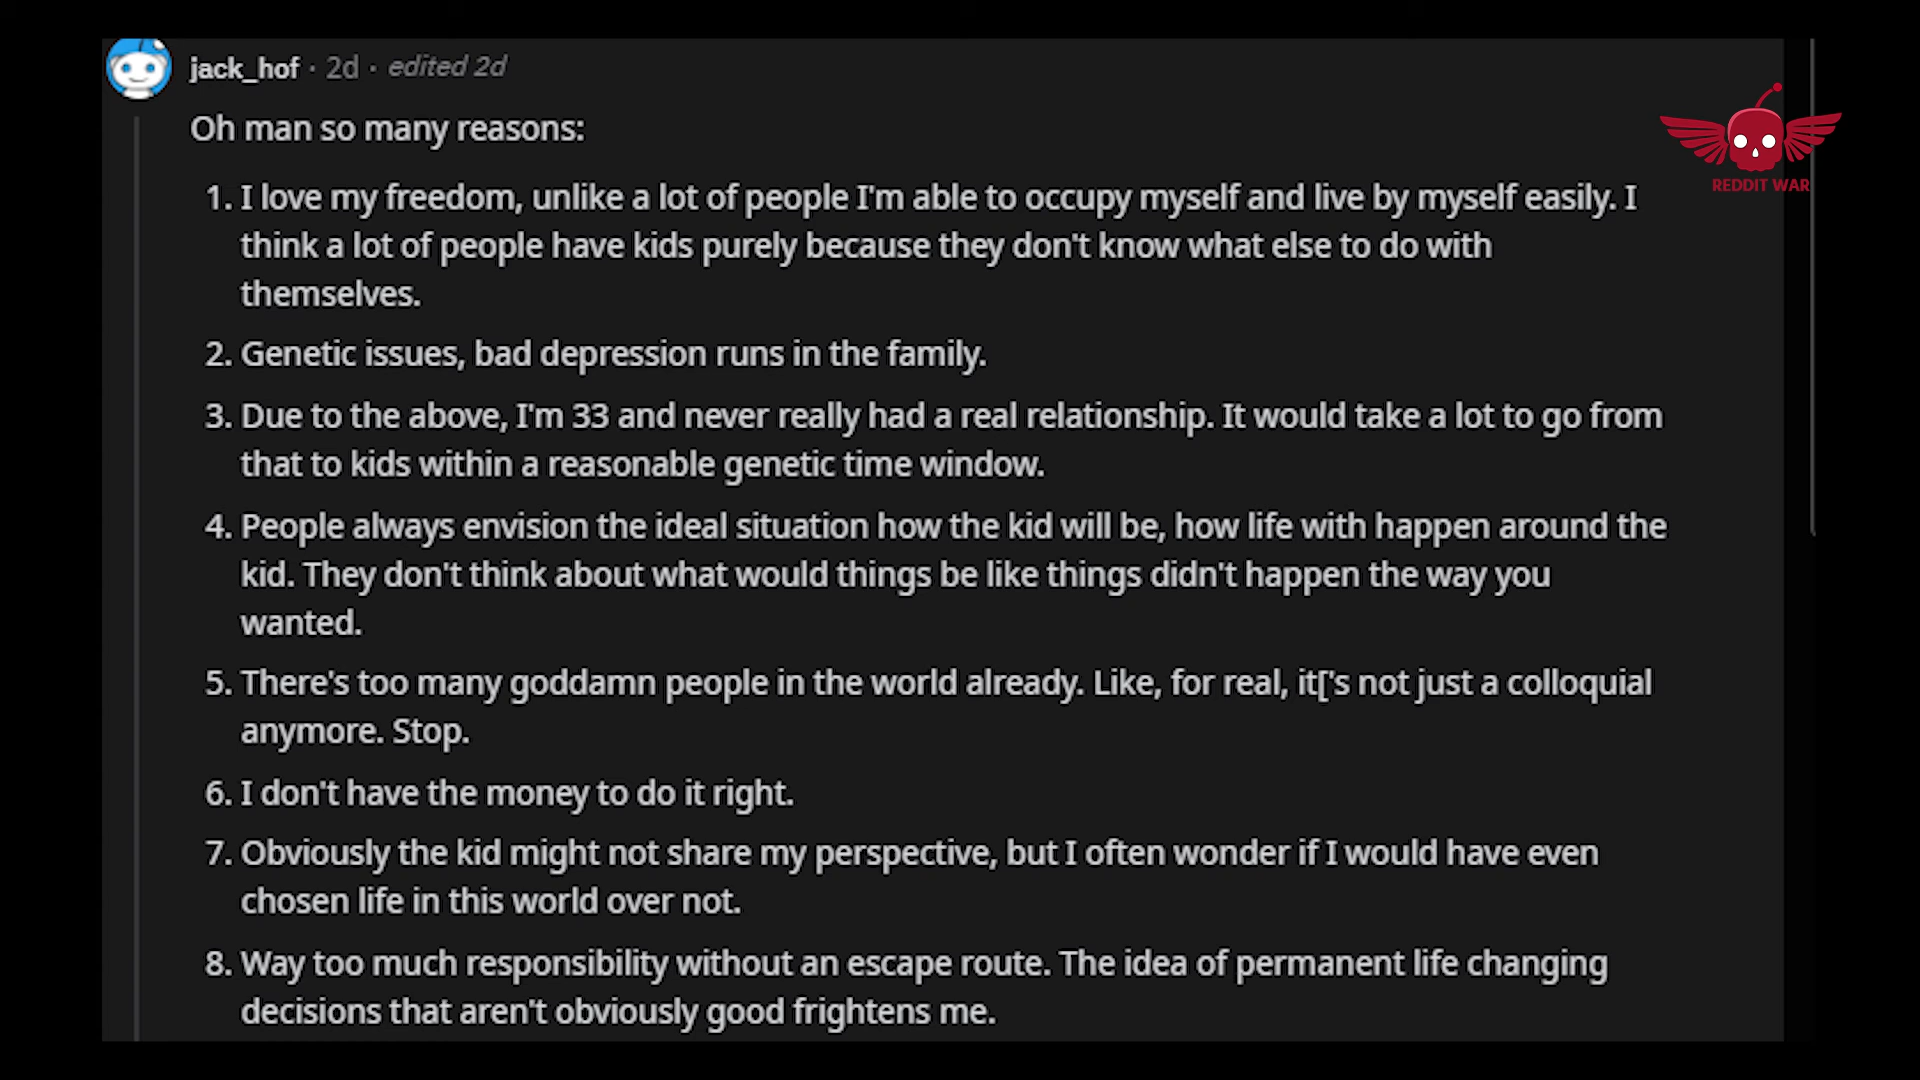 jack_hof · 2d · edited 2d
Oh man so many reasons:
REDDIT WAR
1. I love my freedom, unlike a lot of people I'm able to occupy myself and live by myself easily. I
think a lot of people have kids purely because they don't know what else to do with
themselves.
2. Genetic issues, bad depression runs in the family.
3. Due to the above, I'm 33 and never really had a real relationship. It would take a lot to go from
that to kids within a reasonable genetic time window.
4. People always envision the ideal situation how the kid will be, how life with happen around the
kid. They don't think about what would things be like things didn't happen the way you
wanted.
5. There's too many goddamn people in the world already. Like, for real, it['s not just a colloquial
anymore. Stop.
6. I don't have the money to do it right.
7. Obviously the kid might not share my perspective, but I often wonder if I would have even
chosen life in this world over not.
8. Way too much responsibility without an escape route. The idea of permanent life changing
decisions that aren't obviously good frightens me.